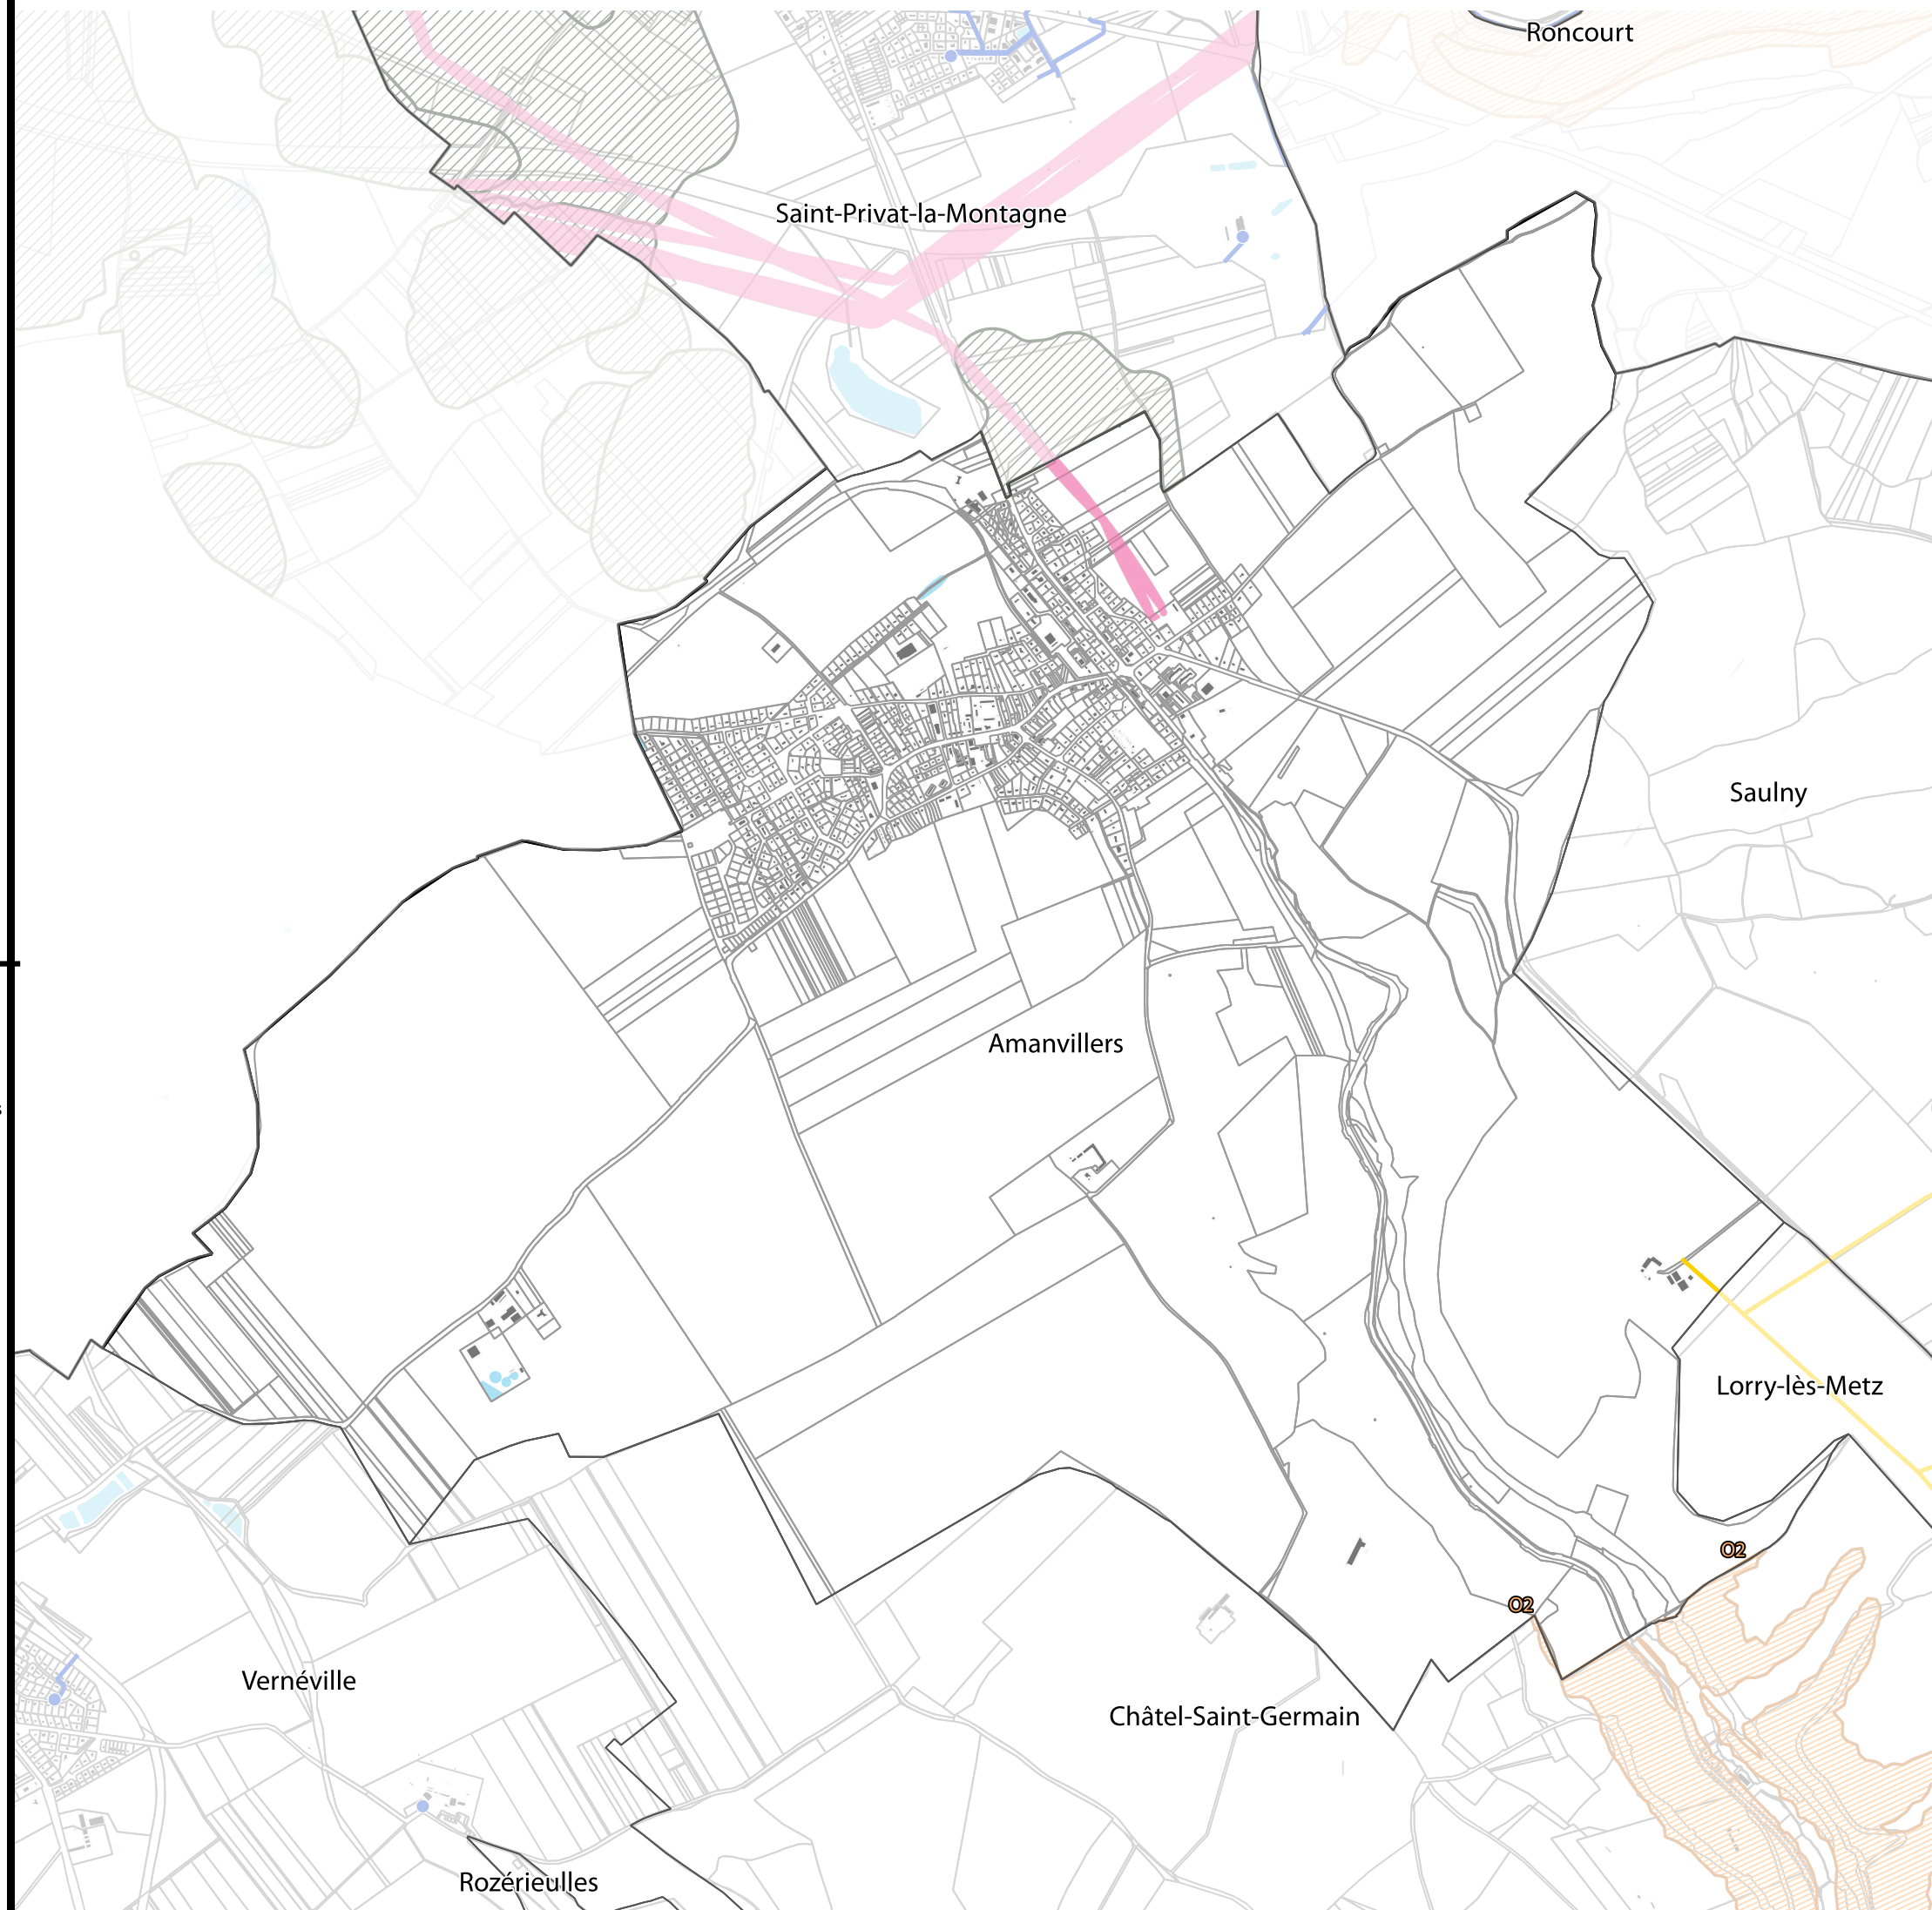 Roncourt
Saint-Privat-la-Montagne
Saulny
Amanvillers
Lorry-lès-Metz
O2
O2
Vernéville
Châtel-Saint-Germain
Rozérieulles